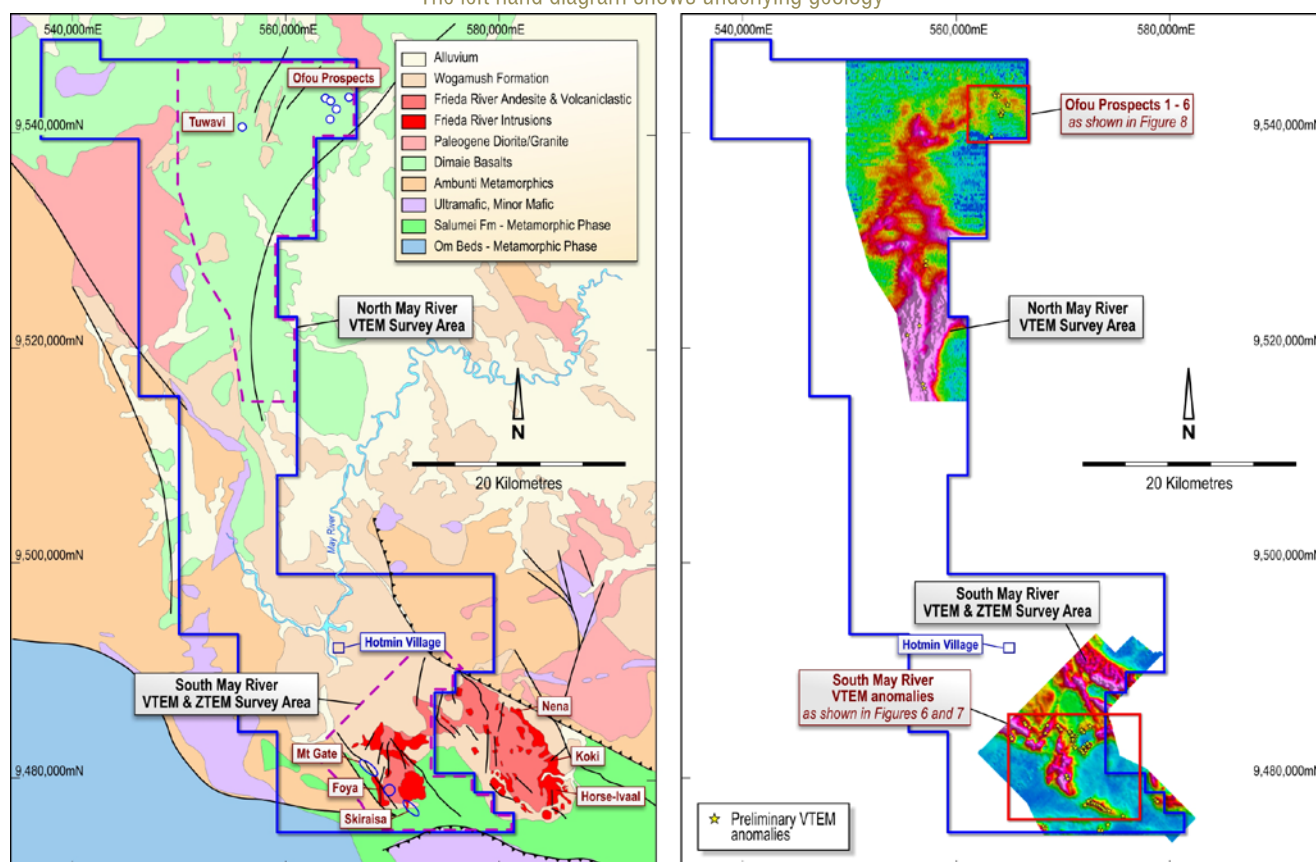 The left hand diagram shows underlying geology
540,000mE
560,000mE
580,000mE
9,540,000mN
9,520,000mN
9,500,000mN
9,480,000mN
Alluvium
Wogamush Formation
Frieda River Andesite & Volcaniclastic
Frieda River Intrusions
Paleogene Diorite/Granite
Dimaie Basalts
Ambunti Metamorphics
Ultramafic, Minor Mafic
Salumei Fm - Metamorphic Phase
Om Beds - Metamorphic Phase
Ofou Prospects
Tuwavi
North May River
VTEM Survey Area
N
20 Kilometres
May River
Hotmin Village
South May River
VTEM & ZTEM Survey Area
Nena
Mt Gate
Koki
Foya
Horse-Ivaal
Skiraisa
540,000mE
560,000mE
580,000mE
Ofou Prospects 1 - 6
as shown in Figure 8
9,540,000mN
North May River
VTEM Survey Area
9,520,000mN
N
20 Kilometres
9,500,000mN
South May River
VTEM & ZTEM Survey Area
Hotmin Village
South May River
VTEM anomalies
as shown in Figures 6 and 7
9,480,000mN
Preliminary VTEM
anomalies